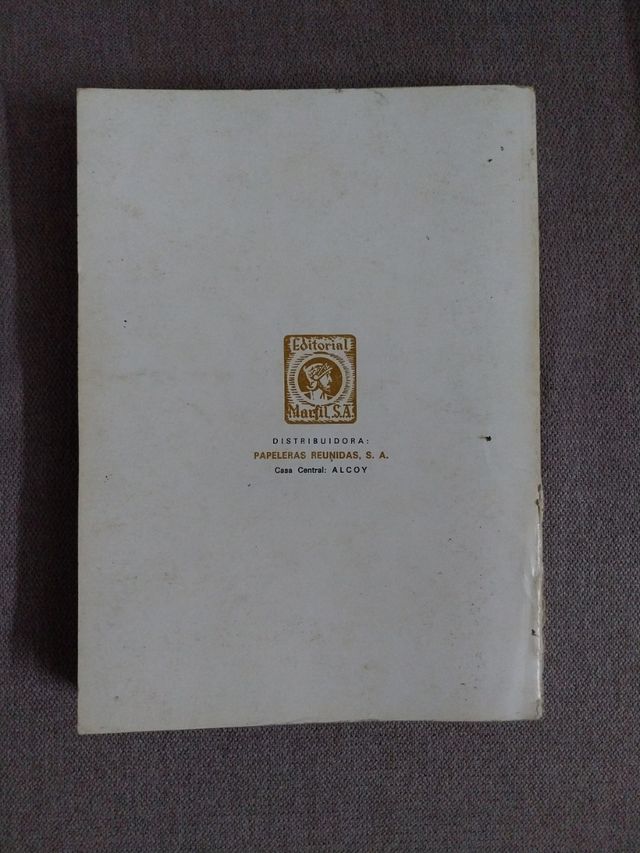 Editorial
Marfil, S.A.
DISTRIBUIDORA:
PAPELERAS REUNIDAS, S. A.
Casa Central: ALCOY